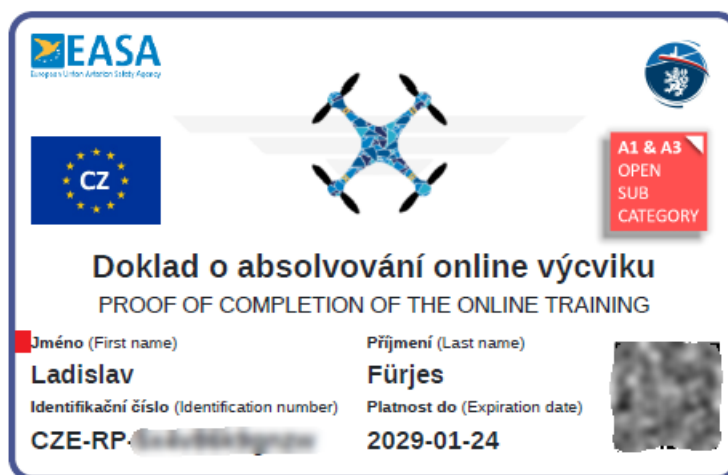 EASA
European Union Aviation Safety Agency
CZ
A1 & A3
OPEN
SUB
CATEGORY
Doklad o absolvování online výcviku
PROOF OF COMPLETION OF THE ONLINE TRAINING
Jméno (First name)
Příjmení (Last name)
Ladislav
Fürjes
Identifikační číslo (Identification number)
Platnost do (Expiration date)
CZE-RP-
2029-01-24